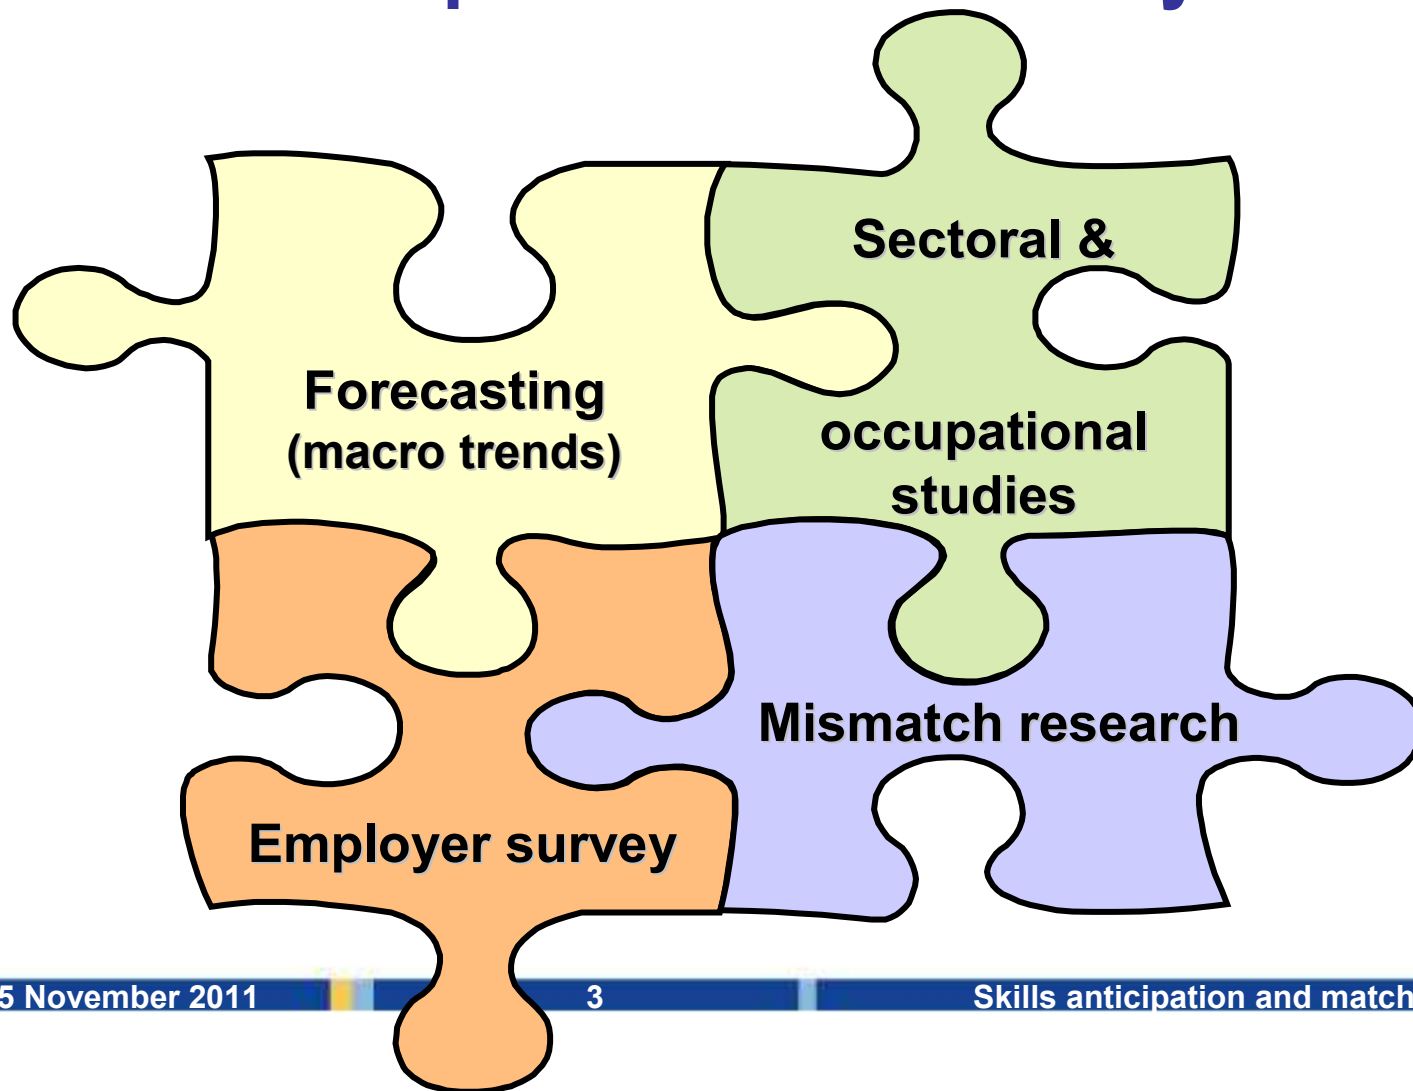 Sectoral &
Forecasting
(macro trends)
occupational
studies
Mismatch research
Employer survey
5 November 2011
3
Skills anticipation and match